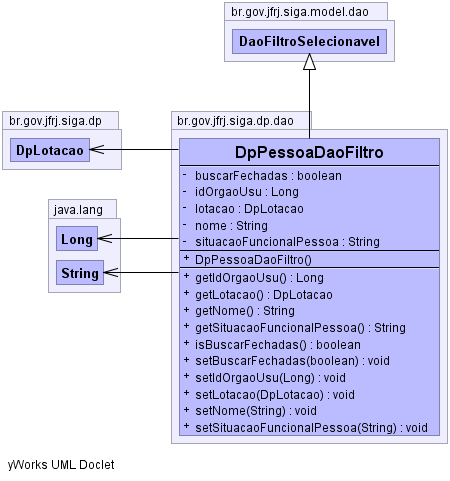 br.gov.jfrj.siga.model.dao
DaoFiltroSelecionavel
br.gov.jfrj.siga.dp
DpLotacao
br.gov.jfrj.siga.dp.dao
DpPessoaDaoFiltro
- buscarFechadas : boolean
- idOrgaoUsu : Long
- lotacao : DpLotacao
- nome : String
- situacaoFuncionalPessoa : String
+ DpPessoaDaoFiltro()
+ getIdOrgaoUsu() : Long
+ getLotacao() : DpLotacao
+ getNome() : String
+ getSituacaoFuncionalPessoa() : String
+ isBuscarFechadas() : boolean
+ setBuscarFechadas(boolean) : void
+ setIdOrgaoUsu(Long) : void
+ setLotacao(DpLotacao) : void
+ setNome(String) : void
+ setSituacaoFuncionalPessoa(String) : void
java.lang
Long
String
yWorks UML Doclet